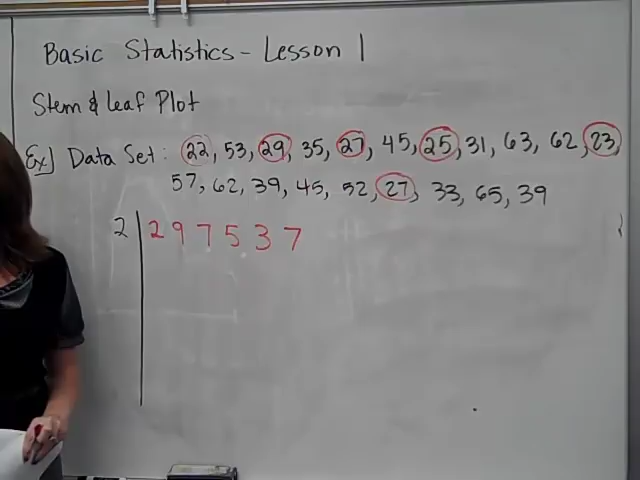 Basic Statistics - Lesson 1
Stem & Leaf Plot
Ex) Data Set: 22, 53, 29, 35, 27, 45, 25, 31, 63, 62, 23,
57, 62, 39, 45, 52, 27, 33, 65, 39
2 | 2 9 7 5 3 7